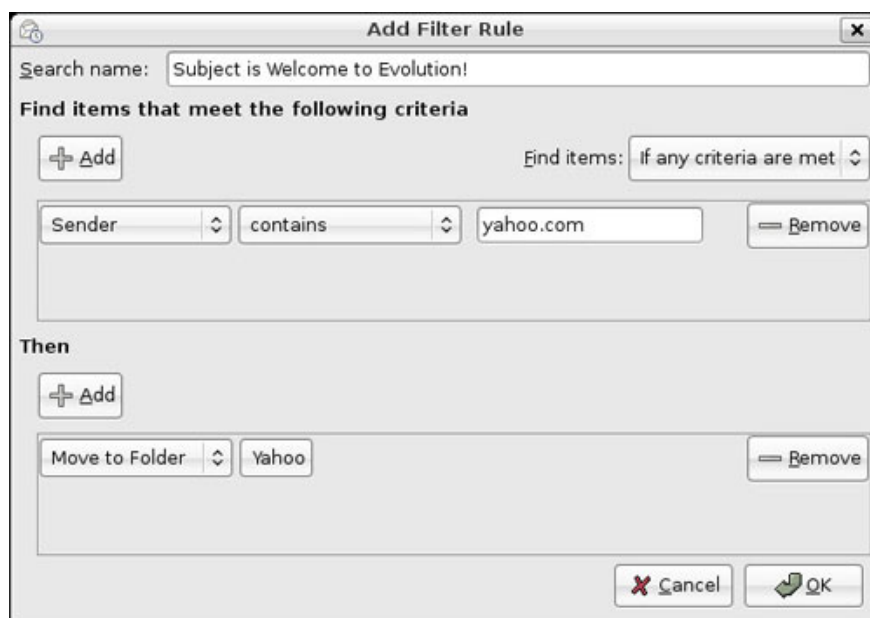 Add Filter Rule
Search name: Subject is Welcome to Evolution!
Find items that meet the following criteria
Add Find items: If any criteria are met
Sender contains yahoo.com Remove
Then
Add
Move to Folder Yahoo Remove
Cancel OK